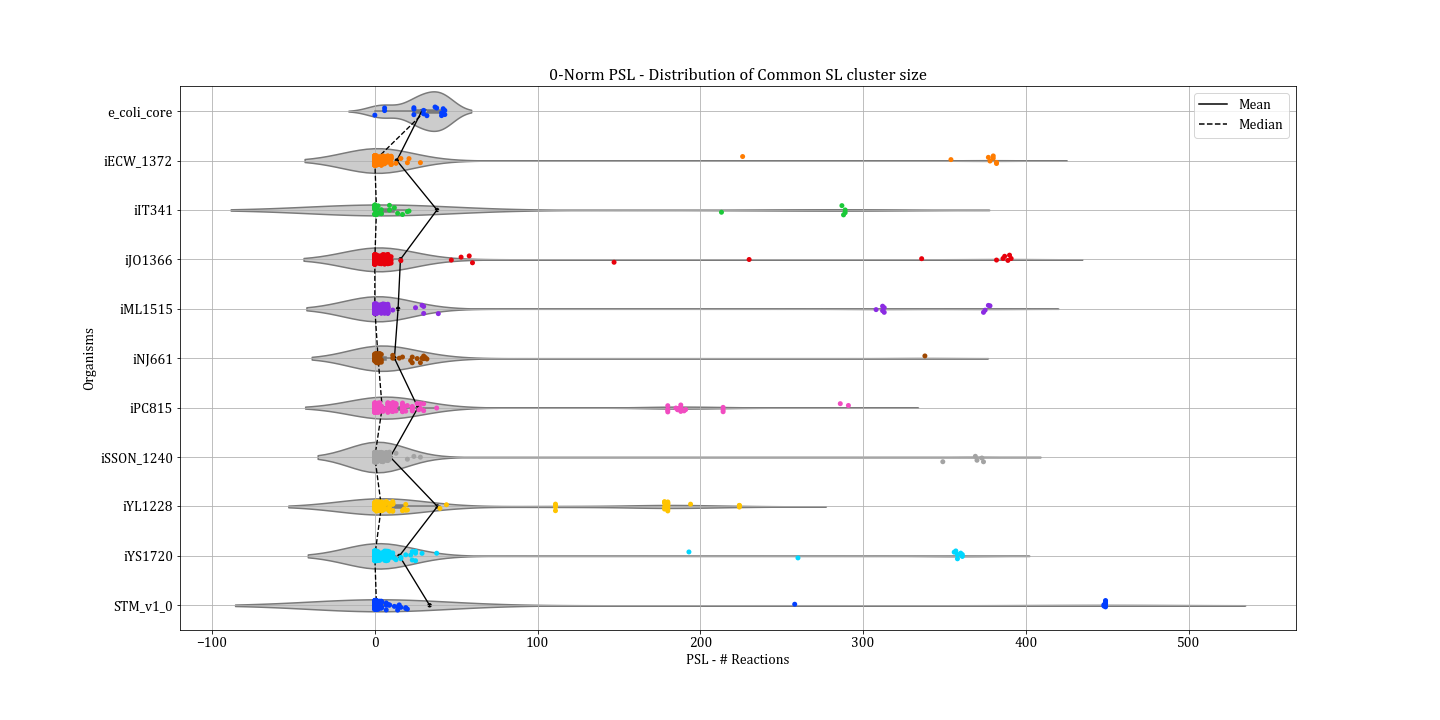 0-Norm PSL - Distribution of Common SL cluster size
Mean
Median
Organisms
e_coli_core
iECW_1372
iIT341
iJO1366
iML1515
iNJ661
iPC815
iSSON_1240
iYL1228
iYS1720
STM_v1_0
−100 0 100 200 300 400 500
PSL - # Reactions